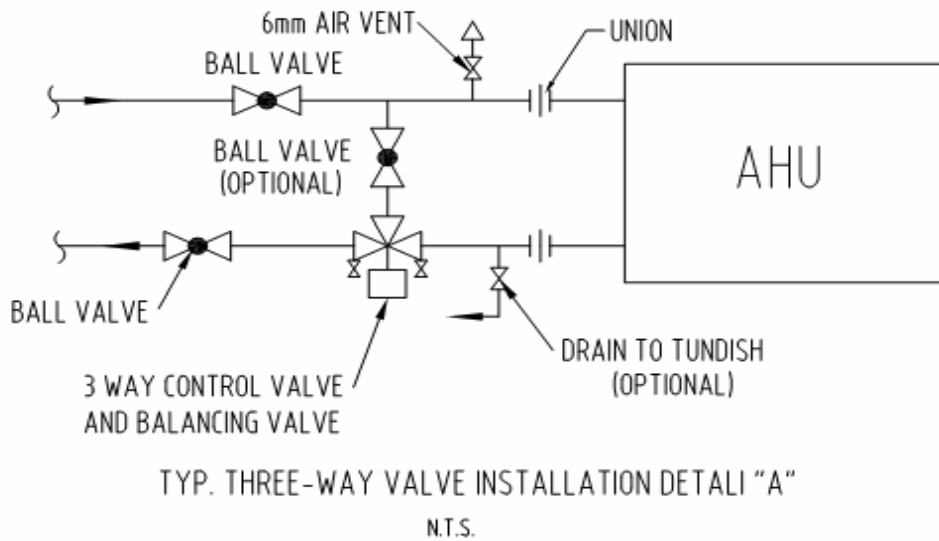 6mm AIR VENT
UNION
BALL VALVE
BALL VALVE
(OPTIONAL)
AHU
BALL VALVE
DRAIN TO TUNDISH
(OPTIONAL)
3 WAY CONTROL VALVE
AND BALANCING VALVE
TYP. THREE-WAY VALVE INSTALLATION DETALI "A"
N.T.S.